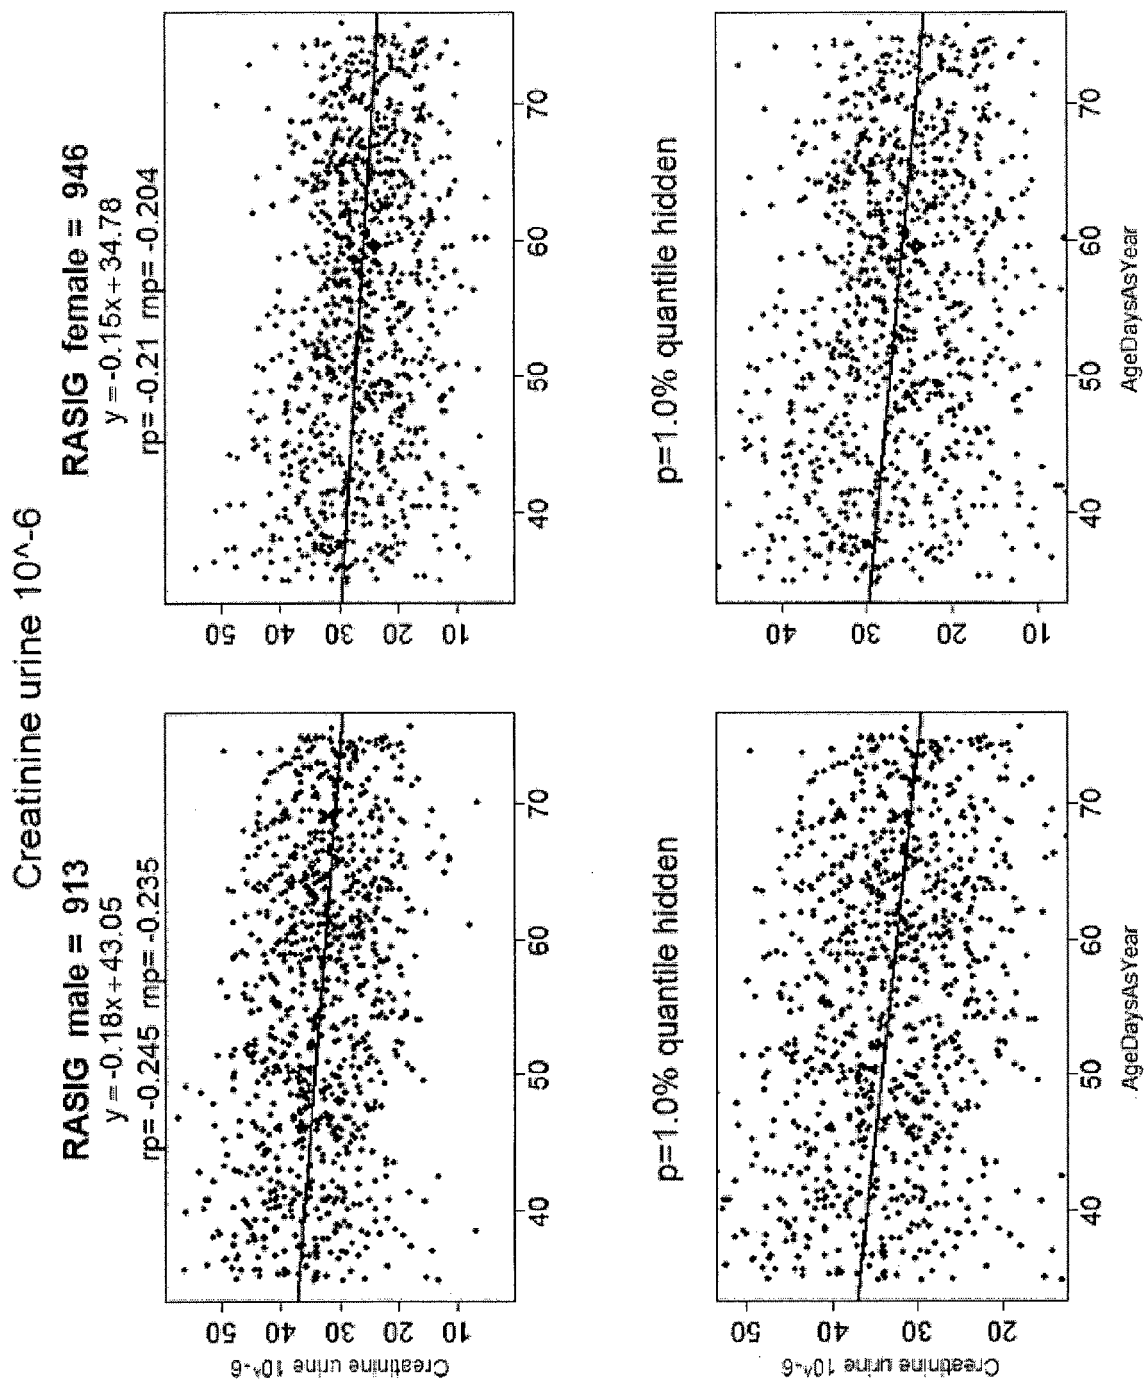 Creatinine urine 10^-6
RASIG male = 913
y = -0.18x+43.05
rp= -0.245 rnp= -0.235
Creatinine urine 10^-6
50
40
30
20
10
40
50
60
70
RASIG female = 946
y = -0.15x+34.78
rp= -0.21 rnp= -0.204
50
40
30
20
10
40
50
60
70
p=1.0% quantile hidden
Creatinine urine 10^-6
50
40
30
20
40
50
60
70
AgeDaysAsYear
p=1.0% quantile hidden
40
30
20
10
40
50
60
70
AgeDaysAsYear